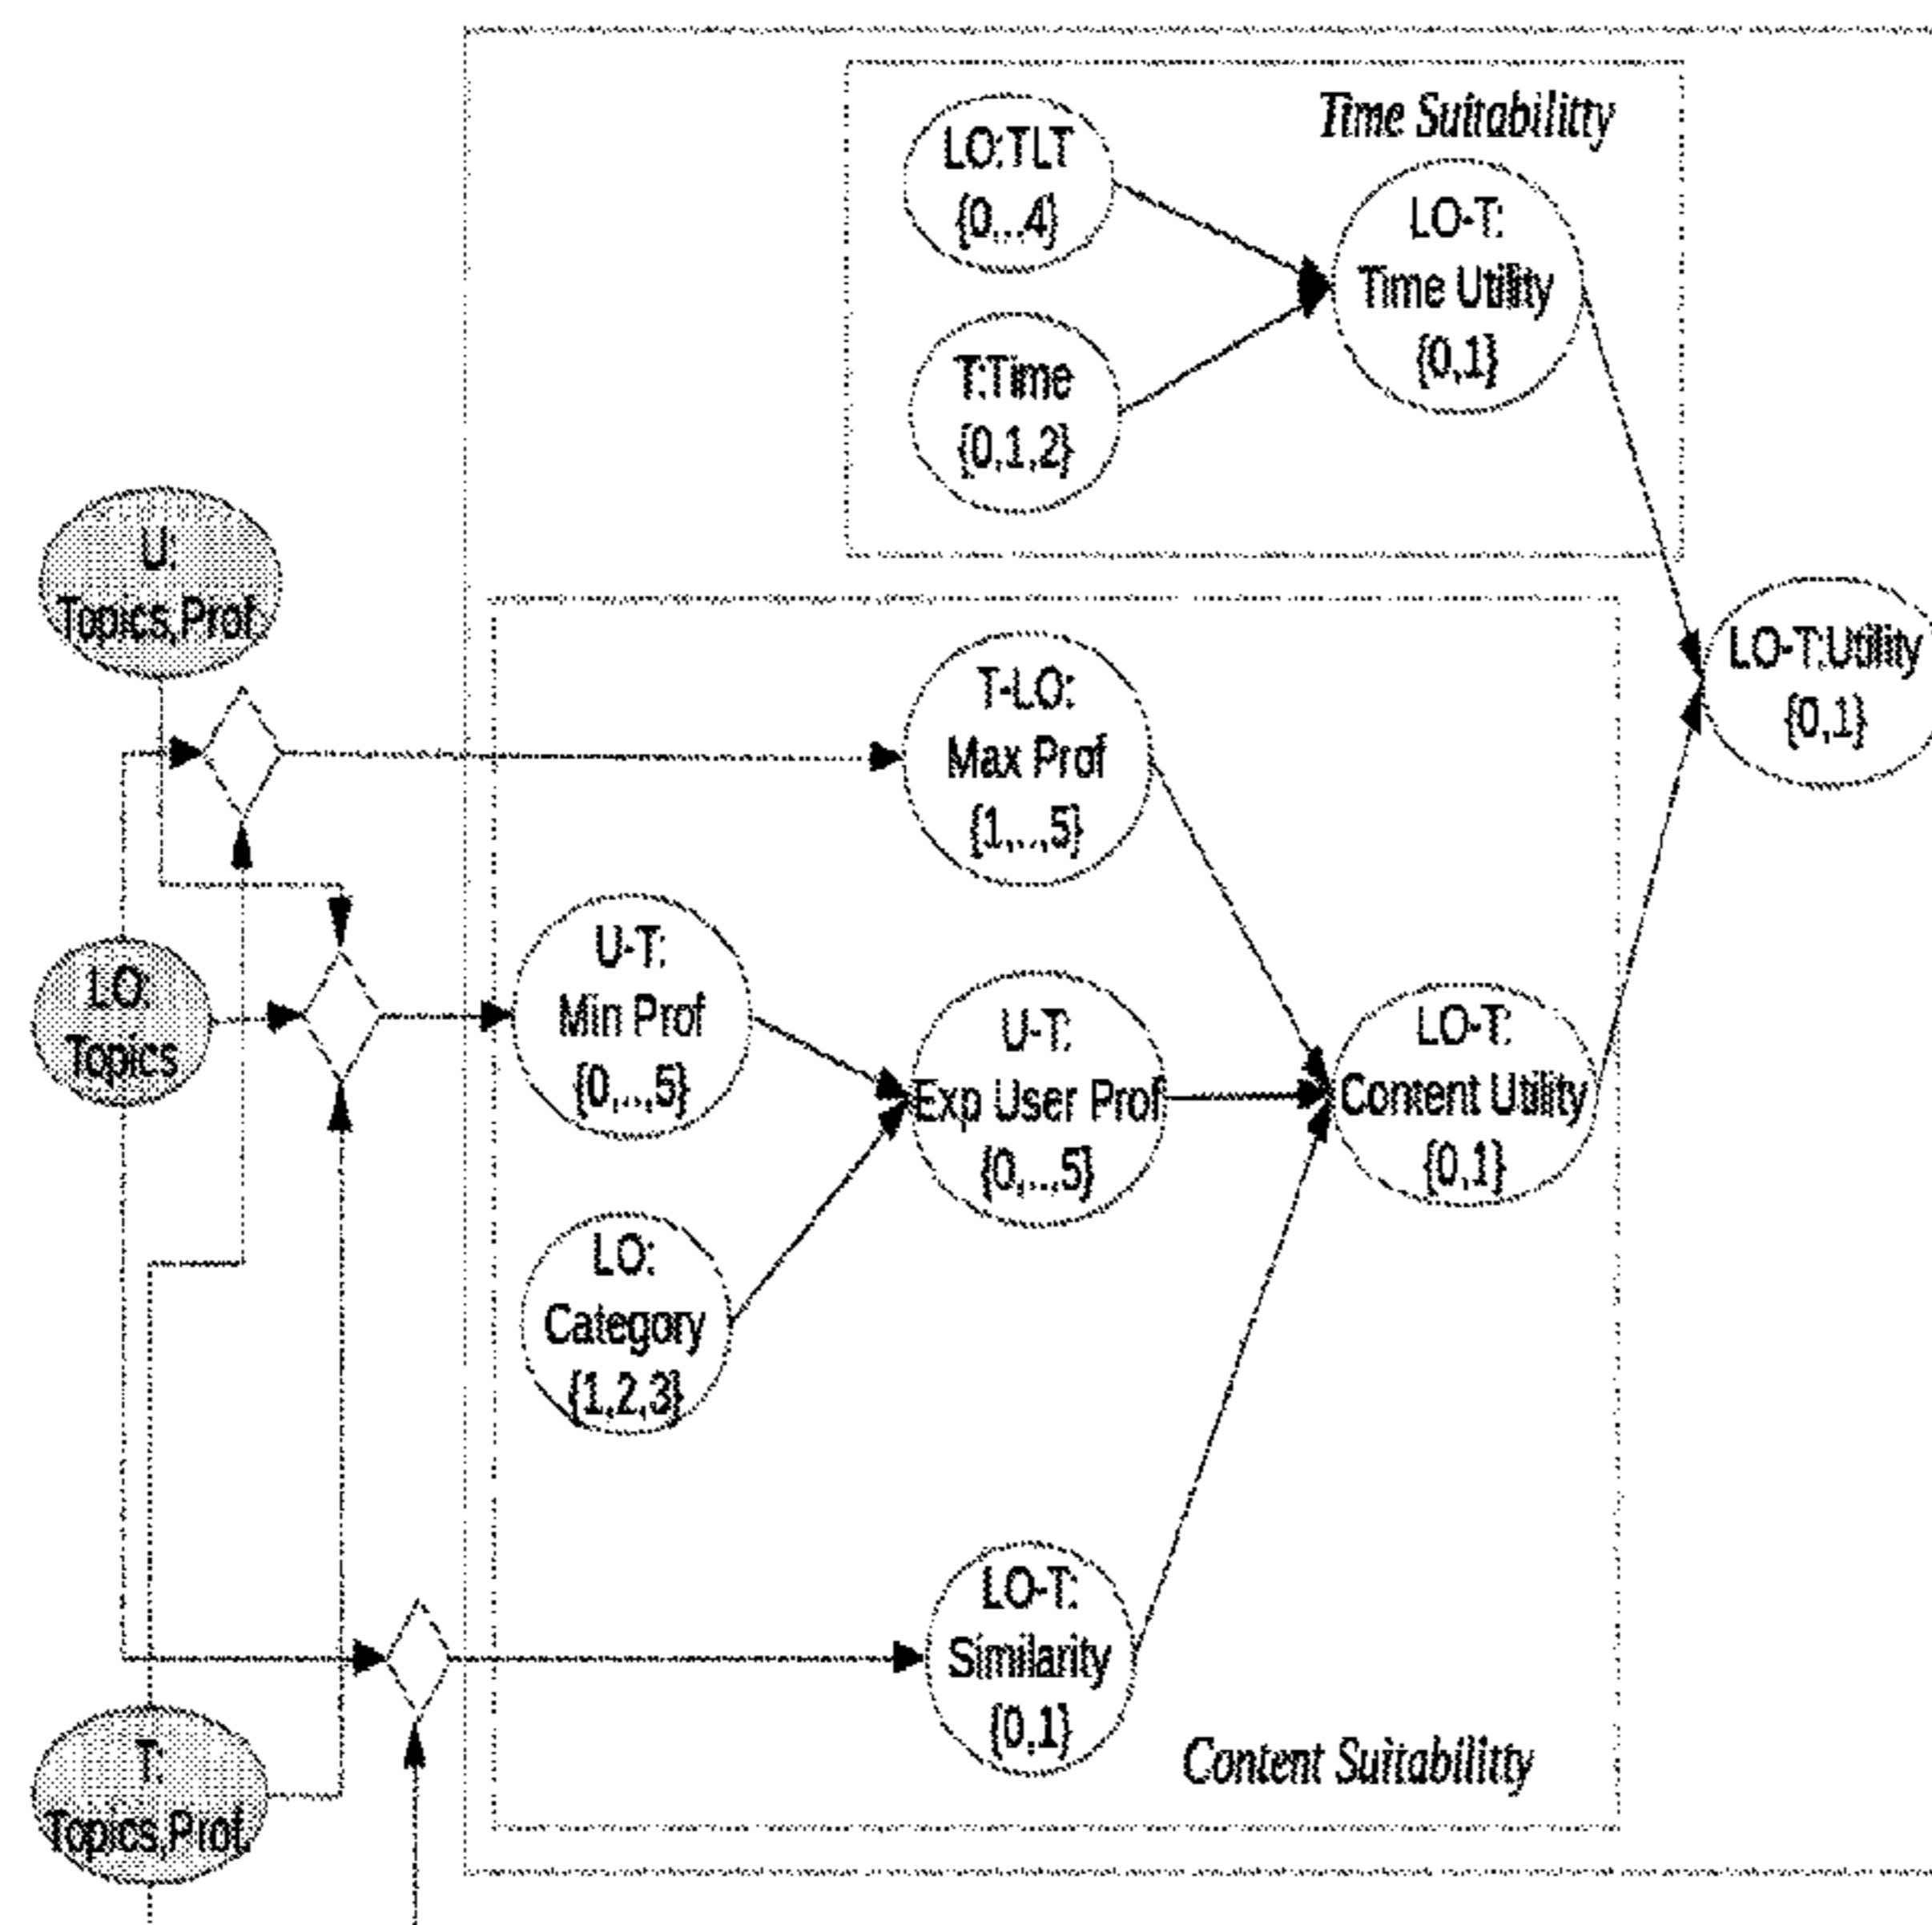 Time Suitabilitty
LO:TLT
{0...4}
LO-T:
Time Utility
{0,1}
T:Time
{0,1,2}
U:
Topics,Prof.
T-LO:
Max Prof
{1,..,5}
LO-T:Utility
{0,1}
LO:
Topics
U-T:
Min Prof
{0,..,5}
U-T:
Exp User Prof
{0,..,5}
LO-T:
Content Utility
{0,1}
LO:
Category
{1,2,3}
LO-T:
Similarity
{0,1}
T:
Topics,Prof.
Content Suitabilitty